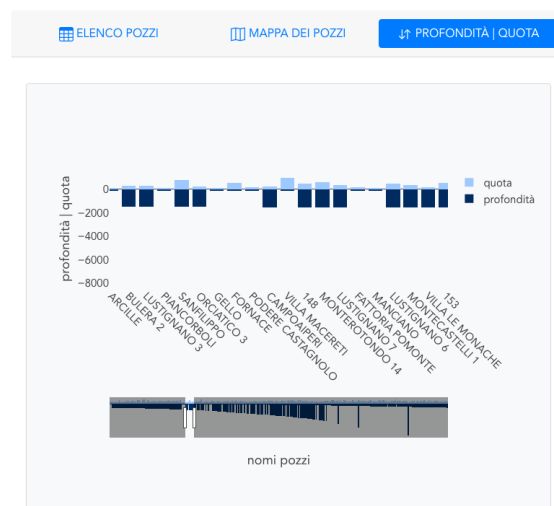 ELENCO POZZI
MAPPA DEI POZZI
PROFONDITÀ | QUOTA
quota
profondità
profondità | quota
0
−2000
−4000
−6000
−8000
ARCILLE
BULERA 2
LUSTIGNANO 3
PIANCORBOLI
SANFILIPPO
ORCIATICO 3
GELLO
FORNACE
PODERE CASTAGNOLO
CAMPOAIPERI
VILLA MACERETI
148
MONTEROTONDO 14
LUSTIGNANO 7
FATTORIA POMONTE
MANCIANO
LUSTIGNANO 6
MONTECASTELLI 1
VILLA LE MONACHE
153
nomi pozzi